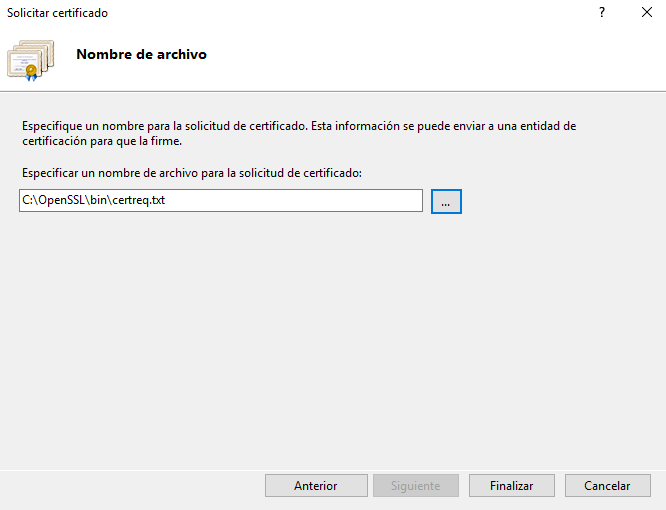 Solicitar certificado
?
Nombre de archivo
Especifique un nombre para la solicitud de certificado. Esta información se puede enviar a una entidad de
certificación para que la firme.
Especificar un nombre de archivo para la solicitud de certificado:
C:\OpenSSL\bin\certreq.txt
...
Anterior
Siguiente
Finalizar
Cancelar